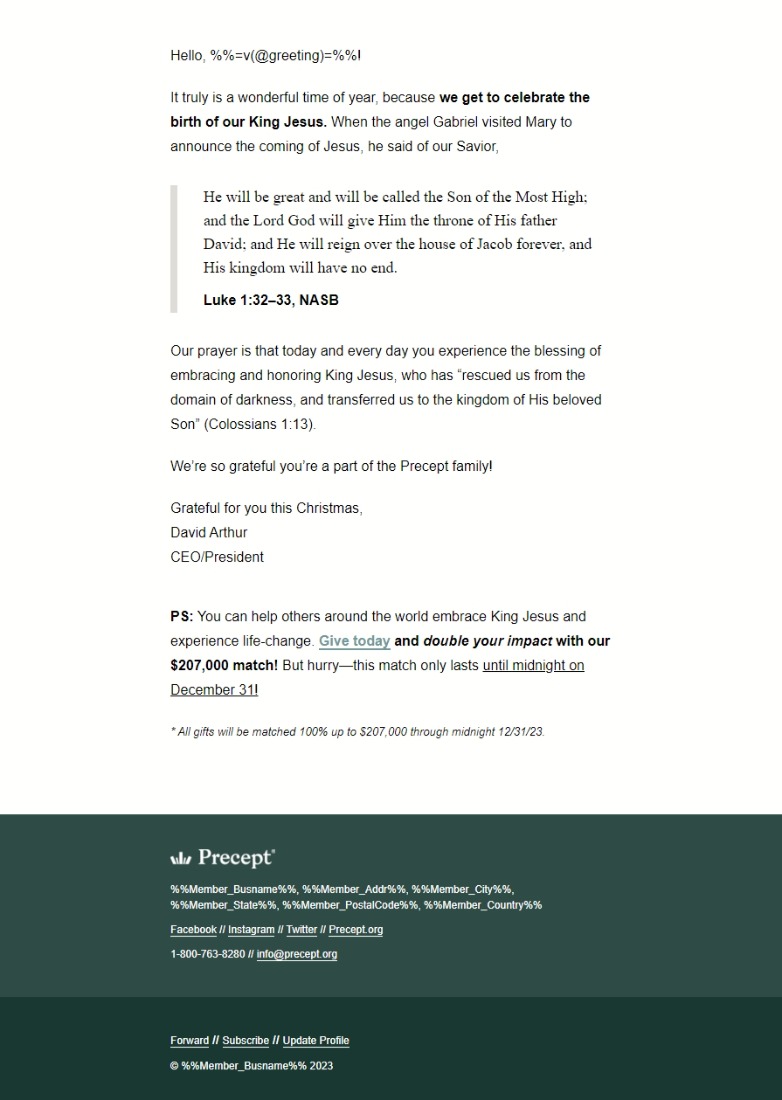 Hello, %%=v(@greeting)=%%!
It truly is a wonderful time of year, because we get to celebrate the
birth of our King Jesus. When the angel Gabriel visited Mary to
announce the coming of Jesus, he said of our Savior,
He will be great and will be called the Son of the Most High;
and the Lord God will give Him the throne of His father
David; and He will reign over the house of Jacob forever, and
His kingdom will have no end.
Luke 1:32–33, NASB
Our prayer is that today and every day you experience the blessing of
embracing and honoring King Jesus, who has “rescued us from the
domain of darkness, and transferred us to the kingdom of His beloved
Son” (Colossians 1:13).
We’re so grateful you’re a part of the Precept family!
Grateful for you this Christmas,
David Arthur
CEO/President
PS: You can help others around the world embrace King Jesus and
experience life-change. Give today and double your impact with our
$207,000 match! But hurry—this match only lasts until midnight on
December 31!
* All gifts will be matched 100% up to $207,000 through midnight 12/31/23.
Precept®
%%Member_Busname%%, %%Member_Addr%%, %%Member_City%%,
%%Member_State%%, %%Member_PostalCode%%, %%Member_Country%%
Facebook // Instagram // Twitter // Precept.org
1-800-763-8280 // info@precept.org
Forward // Subscribe // Update Profile
© %%Member_Busname%% 2023